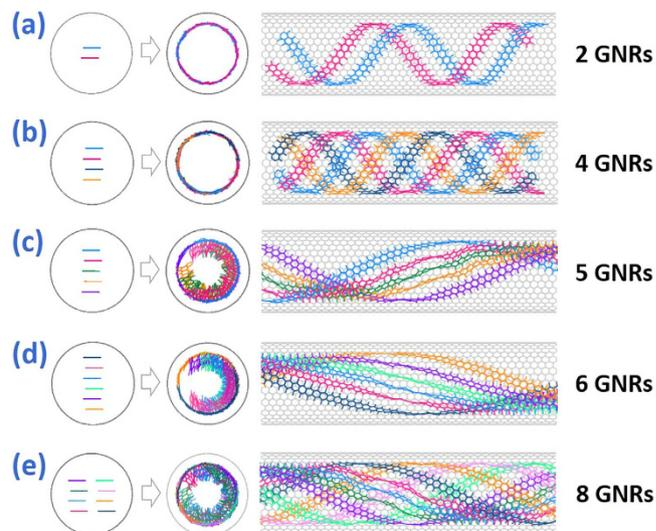 (a) 2 GNRs
(b) 4 GNRs
(c) 5 GNRs
(d) 6 GNRs
(e) 8 GNRs